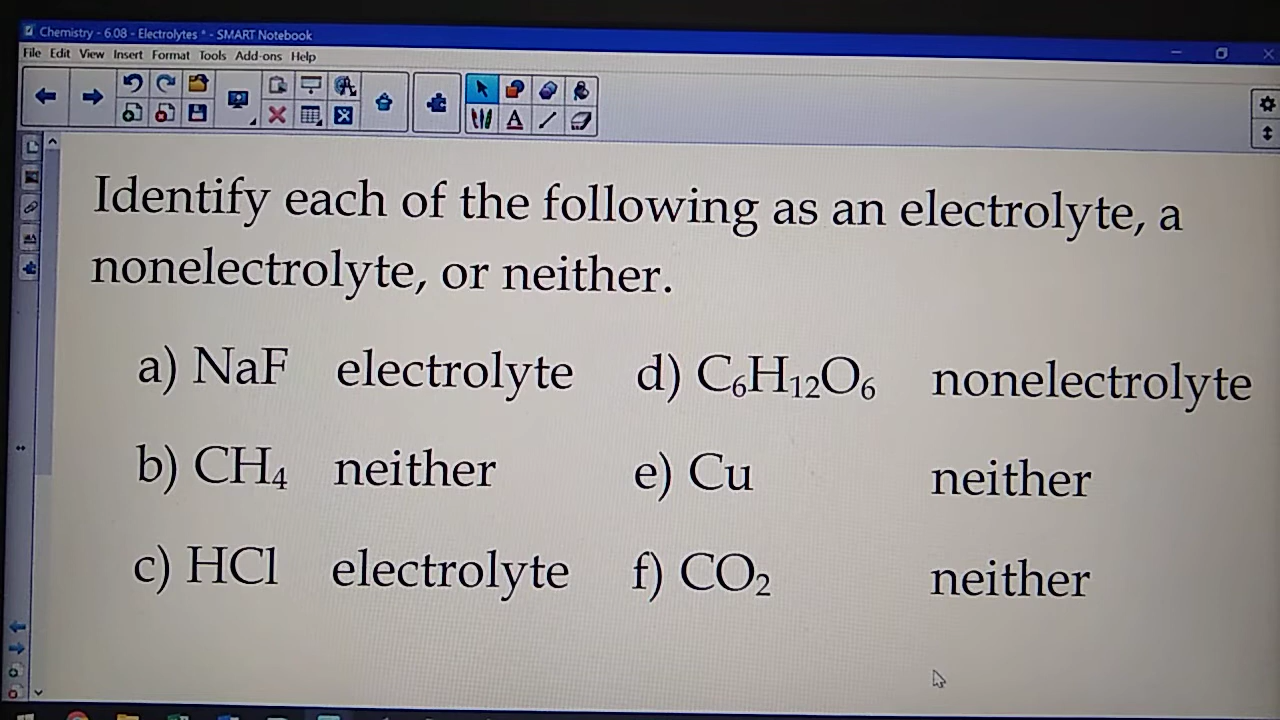 Chemistry - 6.08 - Electrolytes * - SMART Notebook
File Edit View Insert Format Tools Add-ons Help
Identify each of the following as an electrolyte, a
nonelectrolyte, or neither.
a) NaF electrolyte d) C₆H₁₂O₆ nonelectrolyte
b) CH₄ neither e) Cu neither
c) HCl electrolyte f) CO₂ neither